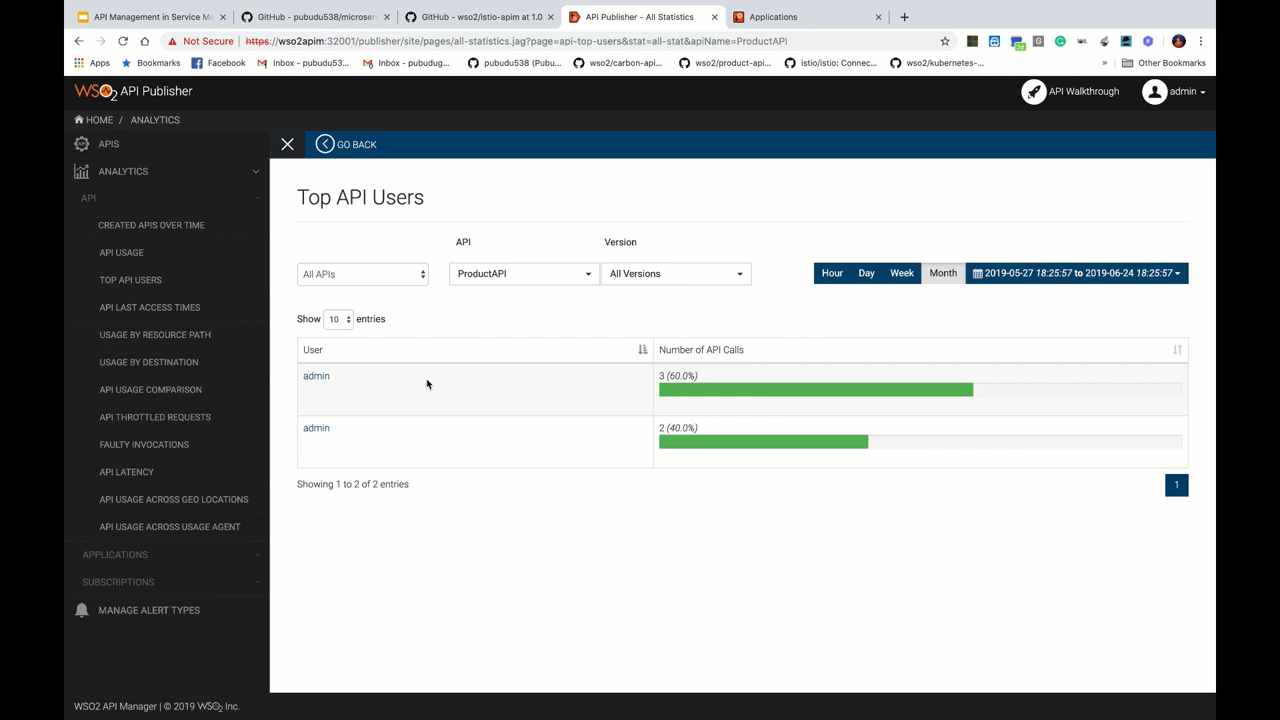 API Management in Service Me
GitHub - pubudu538/microser
GitHub - wso2/istio-apim at 1.0
API Publisher - All Statistics
Applications
Not Secure | https://wso2apim:32001/publisher/site/pages/all-statistics.jag?page=api-top-users&stat=all-stat&apiName=ProductAPI
Apps
Bookmarks
Facebook
Inbox - pubudu53...
Inbox - pubudug...
pubudu538 (Pubu...
wso2/carbon-api...
wso2/product-api...
istio/istio: Connec...
wso2/kubernetes-...
»
Other Bookmarks
WSO2 API Publisher
API Walkthrough
admin
HOME / ANALYTICS
APIS
GO BACK
ANALYTICS
API
CREATED APIS OVER TIME
API USAGE
TOP API USERS
API LAST ACCESS TIMES
USAGE BY RESOURCE PATH
USAGE BY DESTINATION
API USAGE COMPARISON
API THROTTLED REQUESTS
FAULTY INVOCATIONS
API LATENCY
API USAGE ACROSS GEO LOCATIONS
API USAGE ACROSS USAGE AGENT
APPLICATIONS
SUBSCRIPTIONS
MANAGE ALERT TYPES
Top API Users
API Version
All APIs ProductAPI All Versions
Hour Day Week Month 2019-05-27 18:25:57 to 2019-06-24 18:25:57
Show 10 entries
User Number of API Calls
admin 3 (60.0%)
admin 2 (40.0%)
Showing 1 to 2 of 2 entries
1
WSO2 API Manager | © 2019 WSO2 Inc.